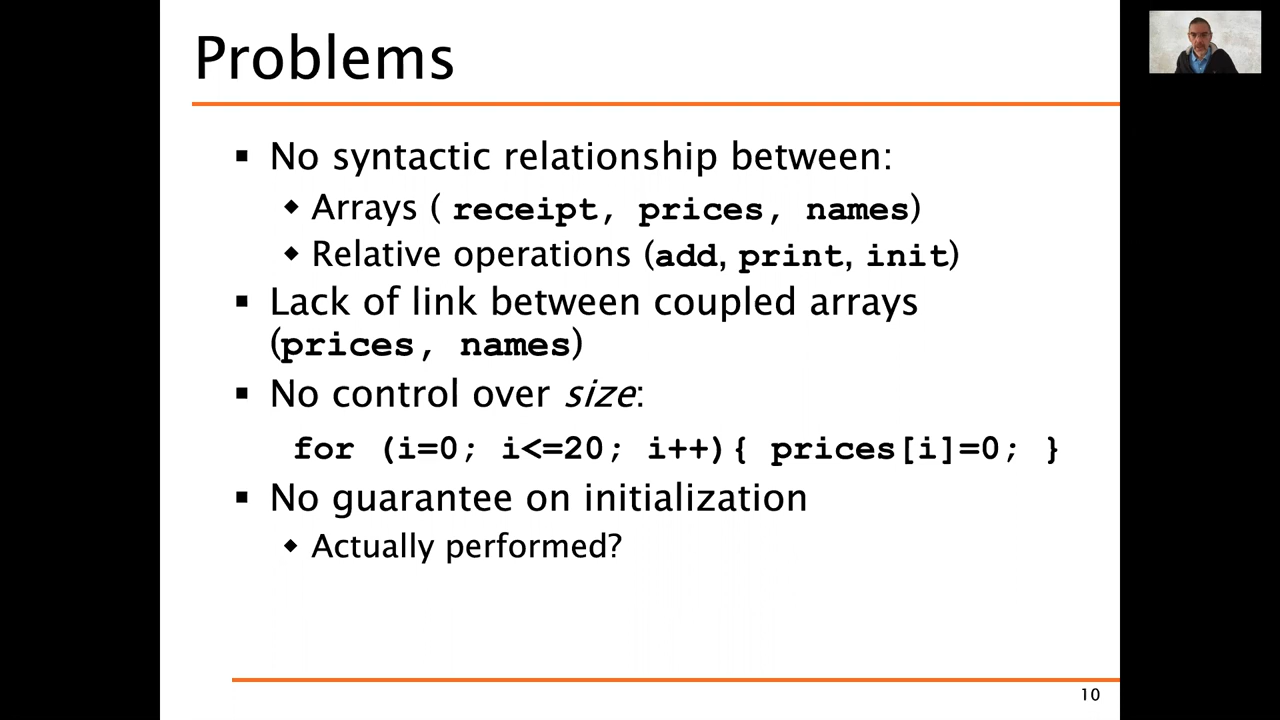 Problems
▪ No syntactic relationship between:
◆ Arrays ( receipt, prices, names)
◆ Relative operations (add, print, init)
▪ Lack of link between coupled arrays
(prices, names)
▪ No control over size:
for (i=0; i<=20; i++){ prices[i]=0; }
▪ No guarantee on initialization
◆ Actually performed?
10